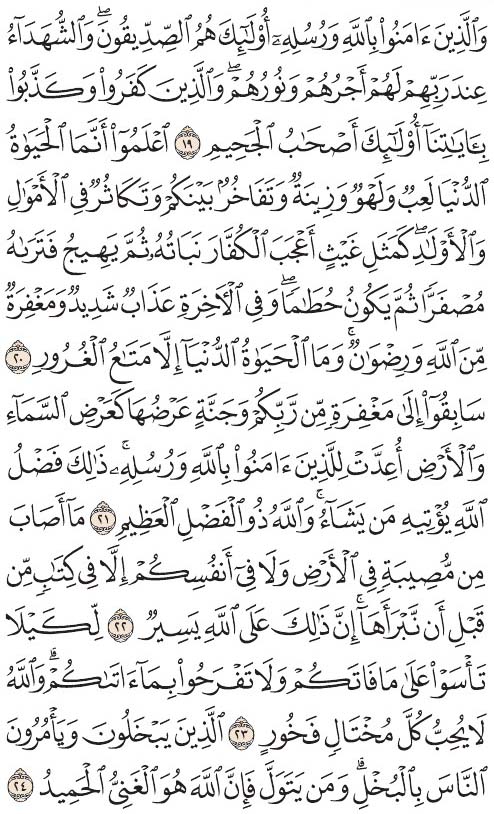 وَالَّذِينَ ءَامَنُوا۟ بِاللَّهِ وَرُسُلِهِۦٓ أُو۟لَٰٓئِكَ هُمُ الصِّدِّيقُونَ ۖ وَالشُّهَدَآءُ
عِندَ رَبِّهِمْ لَهُمْ أَجْرُهُمْ وَنُورُهُمْ ۖ وَالَّذِينَ كَفَرُوا۟ وَكَذَّبُوا۟
بِـَٔايَٰتِنَآ أُو۟لَٰٓئِكَ أَصْحَٰبُ الْجَحِيمِ ١٩ اعْلَمُوٓا۟ أَنَّمَا الْحَيَوٰةُ
الدُّنْيَا لَعِبٌ وَلَهْوٌ وَزِينَةٌ وَتَفَاخُرٌۢ بَيْنَكُمْ وَتَكَاثُرٌ فِى الْأَمْوَٰلِ
وَالْأَوْلَٰدِ ۖ كَمَثَلِ غَيْثٍ أَعْجَبَ الْكُفَّارَ نَبَاتُهُۥ ثُمَّ يَهِيجُ فَتَرَىٰهُ
مُصْفَرًّا ثُمَّ يَكُونُ حُطَٰمًا ۖ وَفِى الْءَاخِرَةِ عَذَابٌ شَدِيدٌ وَمَغْفِرَةٌ
مِّنَ اللَّهِ وَرِضْوَٰنٌ ۚ وَمَا الْحَيَوٰةُ الدُّنْيَآ إِلَّا مَتَٰعُ الْغُرُورِ ٢٠
سَابِقُوٓا۟ إِلَىٰ مَغْفِرَةٍ مِّن رَّبِّكُمْ وَجَنَّةٍ عَرْضُهَا كَعَرْضِ السَّمَآءِ
وَالْأَرْضِ أُعِدَّتْ لِلَّذِينَ ءَامَنُوا۟ بِاللَّهِ وَرُسُلِهِۦ ۚ ذَٰلِكَ فَضْلُ
اللَّهِ يُؤْتِيهِ مَن يَشَآءُ ۚ وَاللَّهُ ذُو الْفَضْلِ الْعَظِيمِ ٢١ مَآ أَصَابَ
مِن مُّصِيبَةٍ فِى الْأَرْضِ وَلَا فِىٓ أَنفُسِكُمْ إِلَّا فِى كِتَٰبٍ مِّن
قَبْلِ أَن نَّبْرَأَهَآ ۚ إِنَّ ذَٰلِكَ عَلَى اللَّهِ يَسِيرٌ ٢٢ لِّكَيْلَا
تَأْسَوْا۟ عَلَىٰ مَا فَاتَكُمْ وَلَا تَفْرَحُوا۟ بِمَآ ءَاتَىٰكُمْ ۗ وَاللَّهُ
لَا يُحِبُّ كُلَّ مُخْتَالٍ فَخُورٍ ٢٣ الَّذِينَ يَبْخَلُونَ وَيَأْمُرُونَ
النَّاسَ بِالْبُخْلِ ۗ وَمَن يَتَوَلَّ فَإِنَّ اللَّهَ هُوَ الْغَنِىُّ الْحَمِيدُ ٢٤